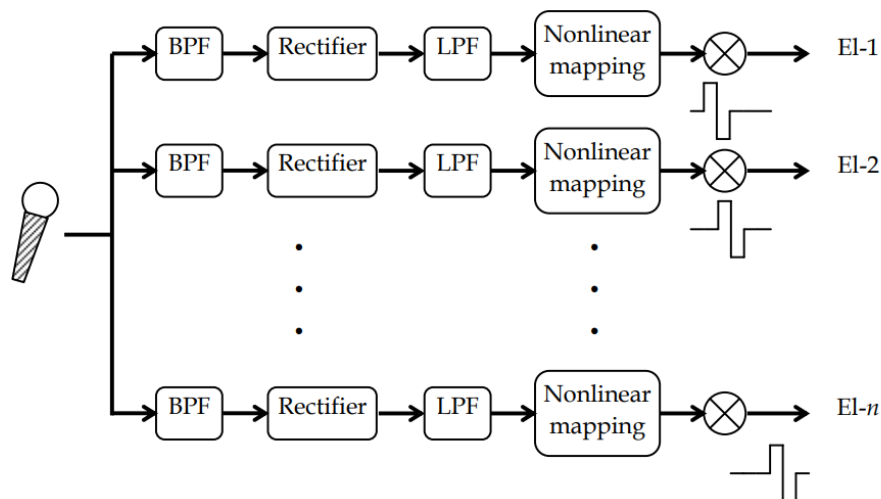 BPF Rectifier LPF Nonlinear mapping El-1
BPF Rectifier LPF Nonlinear mapping El-2
BPF Rectifier LPF Nonlinear mapping El-n